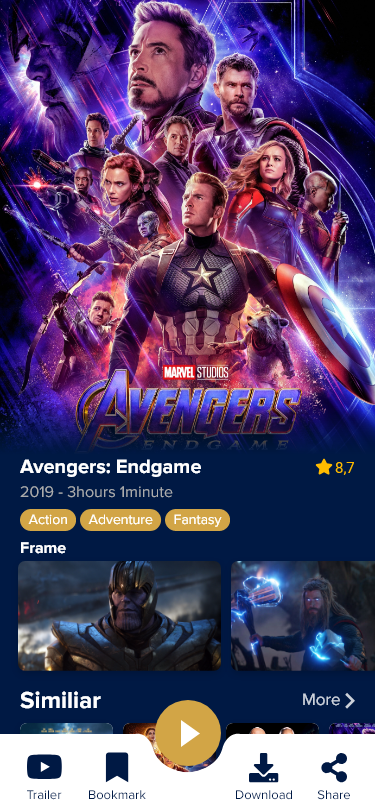 MARVEL STUDIOS
AVENGERS
ENDGAME
Avengers: Endgame
8,7
2019 - 3hours 1minute
Action Adventure Fantasy
Frame
Similiar
More
Trailer Bookmark Download Share